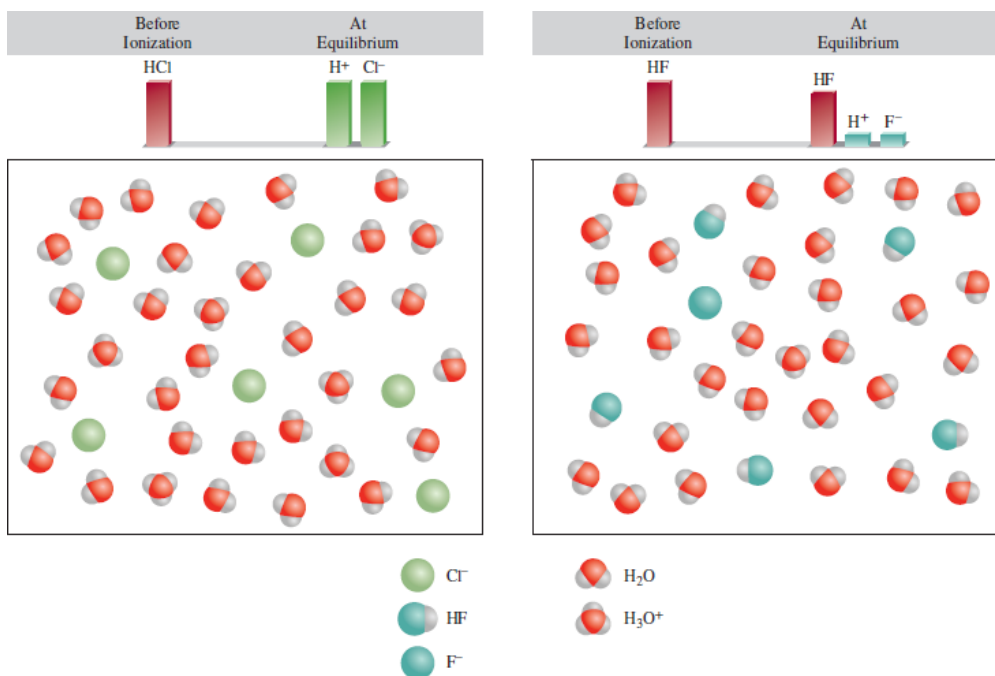 Before
Ionization
At
Equilibrium
HCl
H⁺
Cl⁻
Before
Ionization
At
Equilibrium
HF
HF
H⁺
F⁻
Cl⁻
HF
F⁻
H₂O
H₃O⁺